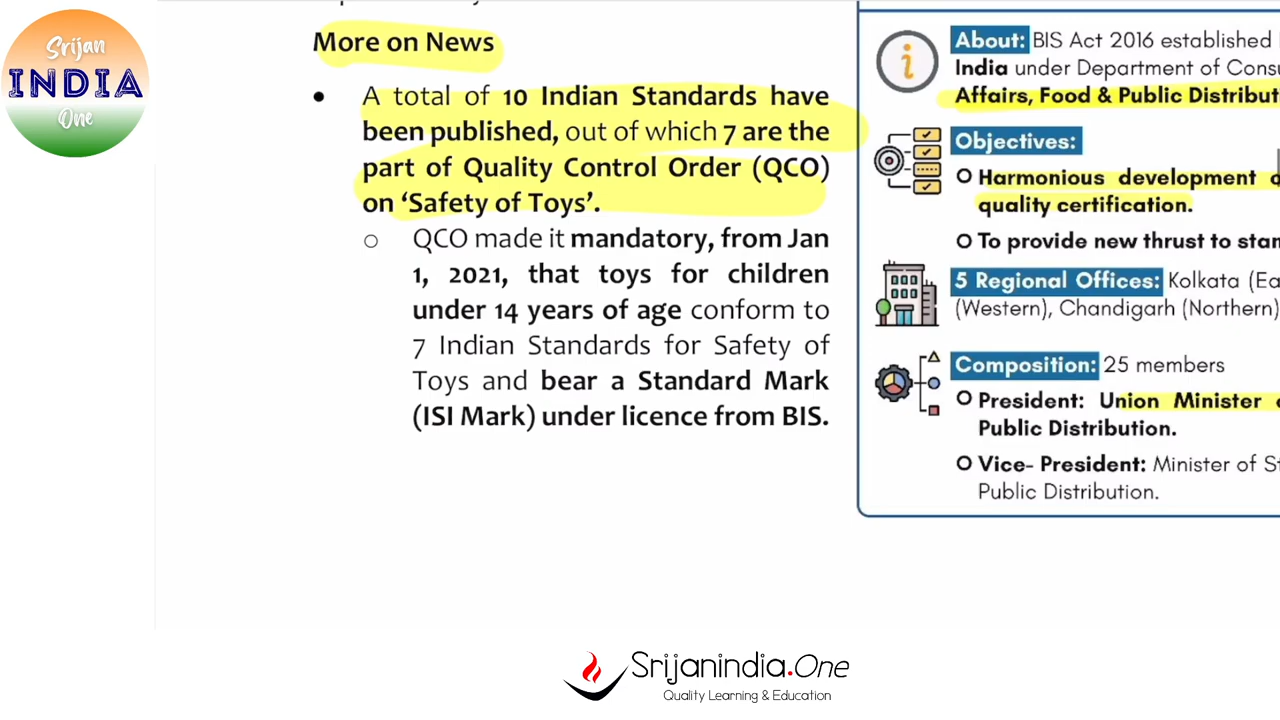 Srijan
INDIA
One
More on News
• A total of 10 Indian Standards have
been published, out of which 7 are the
part of Quality Control Order (QCO)
on ‘Safety of Toys’.
o QCO made it mandatory, from Jan
1, 2021, that toys for children
under 14 years of age conform to
7 Indian Standards for Safety of
Toys and bear a Standard Mark
(ISI Mark) under licence from BIS.
About: BIS Act 2016 established
India under Department of
Affairs, Food & Public
Objectives:
Harmonious development
quality certification.
To provide new thrust to
5 Regional Offices: Kolkata
(Western), Chandigarh (Northern)
Composition: 25 members
President: Union Minister
Public Distribution.
Vice- President: Minister of
Public Distribution.
Srijanindia.One
Quality Learning & Education